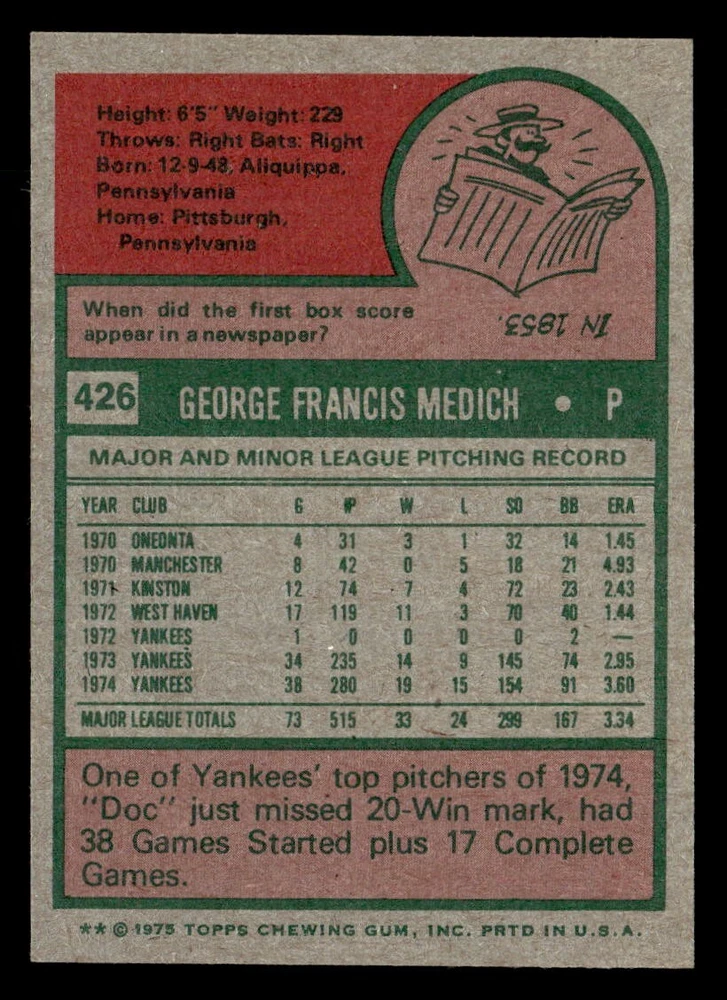 Height: 6'5" Weight: 229
Throws: Right Bats: Right
Born: 12-9-48, Aliquippa,
Pennsylvania
Home: Pittsburgh,
Pennsylvania
When did the first box score
appear in a newspaper?
IN 1853.
426 GEORGE FRANCIS MEDICH • P
MAJOR AND MINOR LEAGUE PITCHING RECORD
YEAR CLUB G IP W L SO BB ERA
1970 ONEONTA 4 31 3 1 32 14 1.45
1970 MANCHESTER 8 42 0 5 18 21 4.93
1971 KINSTON 12 74 7 4 72 23 2.43
1972 WEST HAVEN 17 119 11 3 70 40 1.44
1972 YANKEES 1 0 0 0 0 2 —
1973 YANKEES 34 235 14 9 145 74 2.95
1974 YANKEES 38 280 19 15 154 91 3.60
MAJOR LEAGUE TOTALS 73 515 33 24 299 167 3.34
One of Yankees' top pitchers of 1974,
"Doc" just missed 20-Win mark, had
38 Games Started plus 17 Complete
Games.
** © 1975 TOPPS CHEWING GUM, INC. PRTD IN U.S.A.